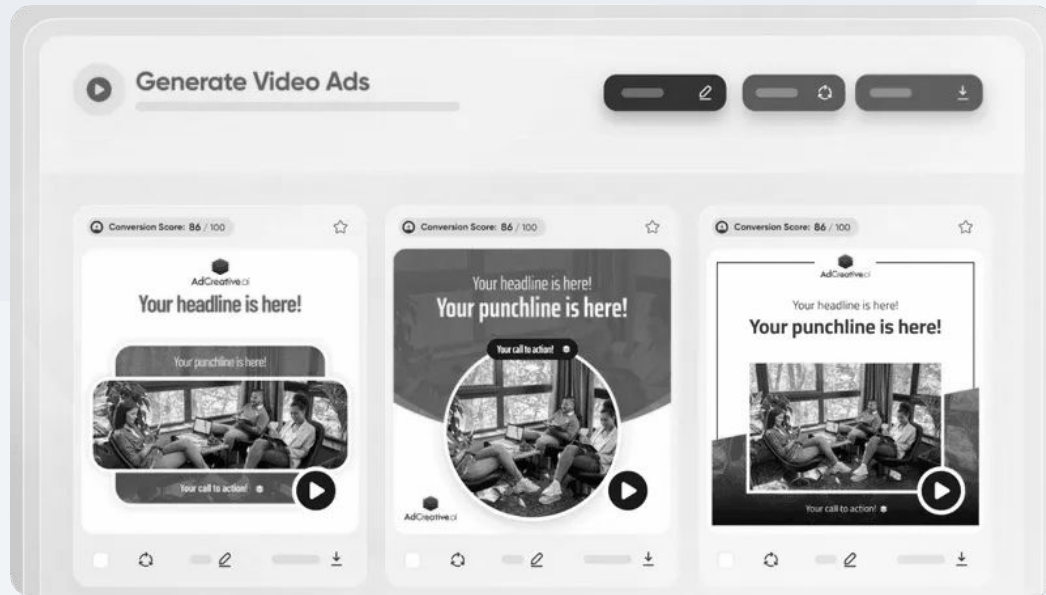 Generate Video Ads
Conversion Score: 86 / 100
AdCreative.ai
Your headline is here!
Your punchline is here!
Your call to action!
Conversion Score: 86 / 100
Your headline is here!
Your punchline is here!
Your call to action!
AdCreative.ai
Conversion Score: 86 / 100
AdCreative.ai
Your headline is here!
Your punchline is here!
Your call to action!